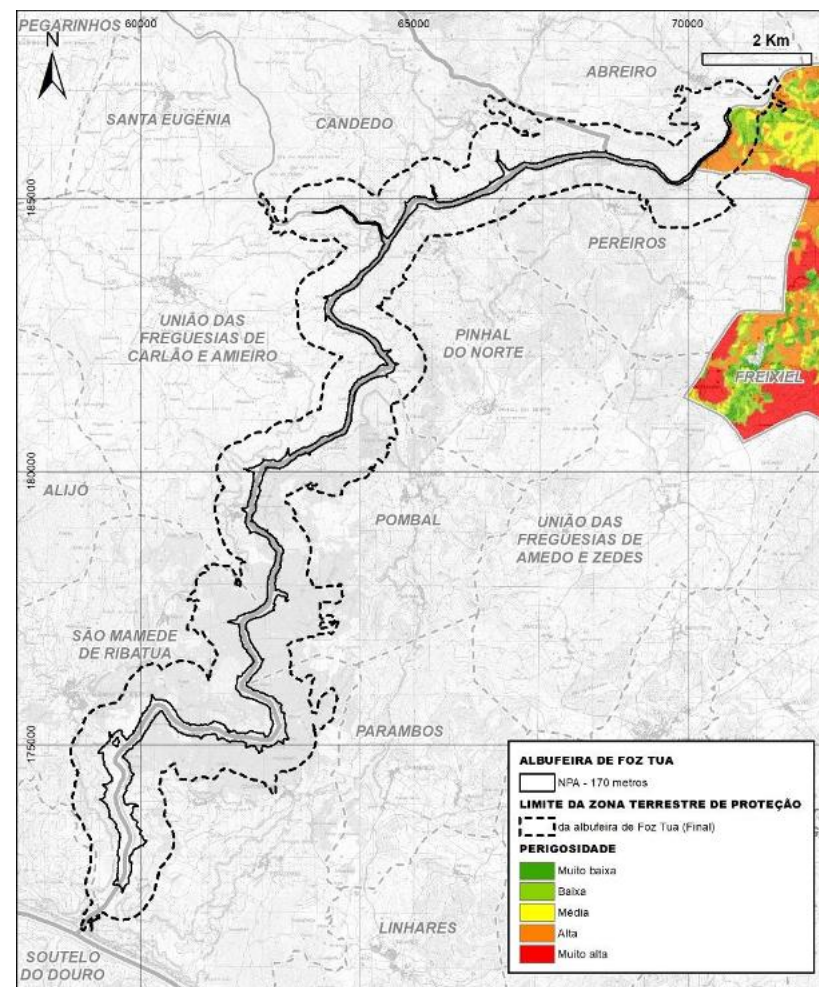 PEGARINHOS
60000
65000
70000
N
2 Km
ABREIRO
SANTA EUGÉNIA
CANDEDO
185000
PEREIROS
UNIÃO DAS
FREGUESIAS DE
CARLÃO E AMIEIRO
PINHAL
DO NORTE
FREIXIEL
180000
ALIJÓ
POMBAL
UNIÃO DAS
FREGUESIAS DE
AMEDO E ZEDES
SÃO MAMEDE
DE RIBATUA
175000
PARAMBOS
ALBUFEIRA DE FOZ TUA
NPA - 170 metros
LIMITE DA ZONA TERRESTRE DE PROTEÇÃO
da albufeira de Foz Tua (Final)
PERIGOSIDADE
Muito baixa
Baixa
Média
Alta
Muito alta
LINHARES
SOUTELO
DO DOURO